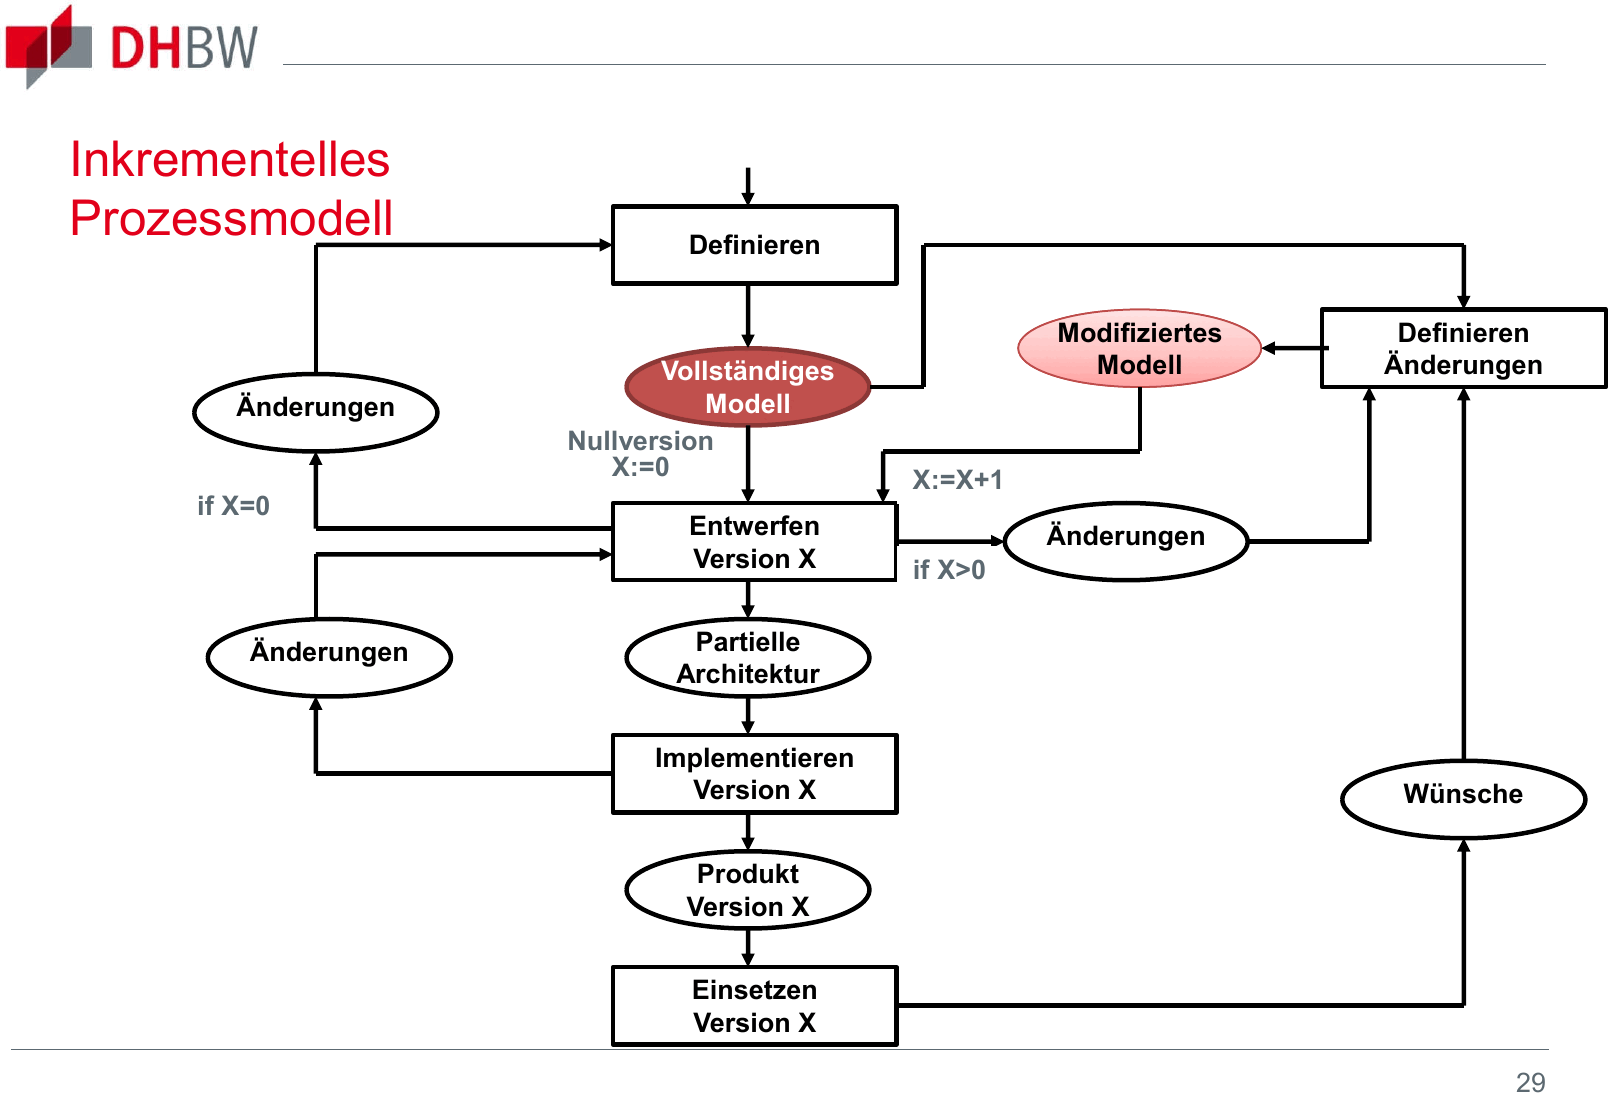 DHBW
Inkrementelles
Prozessmodell
Definieren
Vollständiges
Modell
Modifiziertes
Modell
Definieren
Änderungen
Änderungen
Nullversion
X:=0
X:=X+1
if X=0
Entwerfen
Version X
Änderungen
if X>0
Änderungen
Partielle
Architektur
Implementieren
Version X
Wünsche
Produkt
Version X
Einsetzen
Version X
29